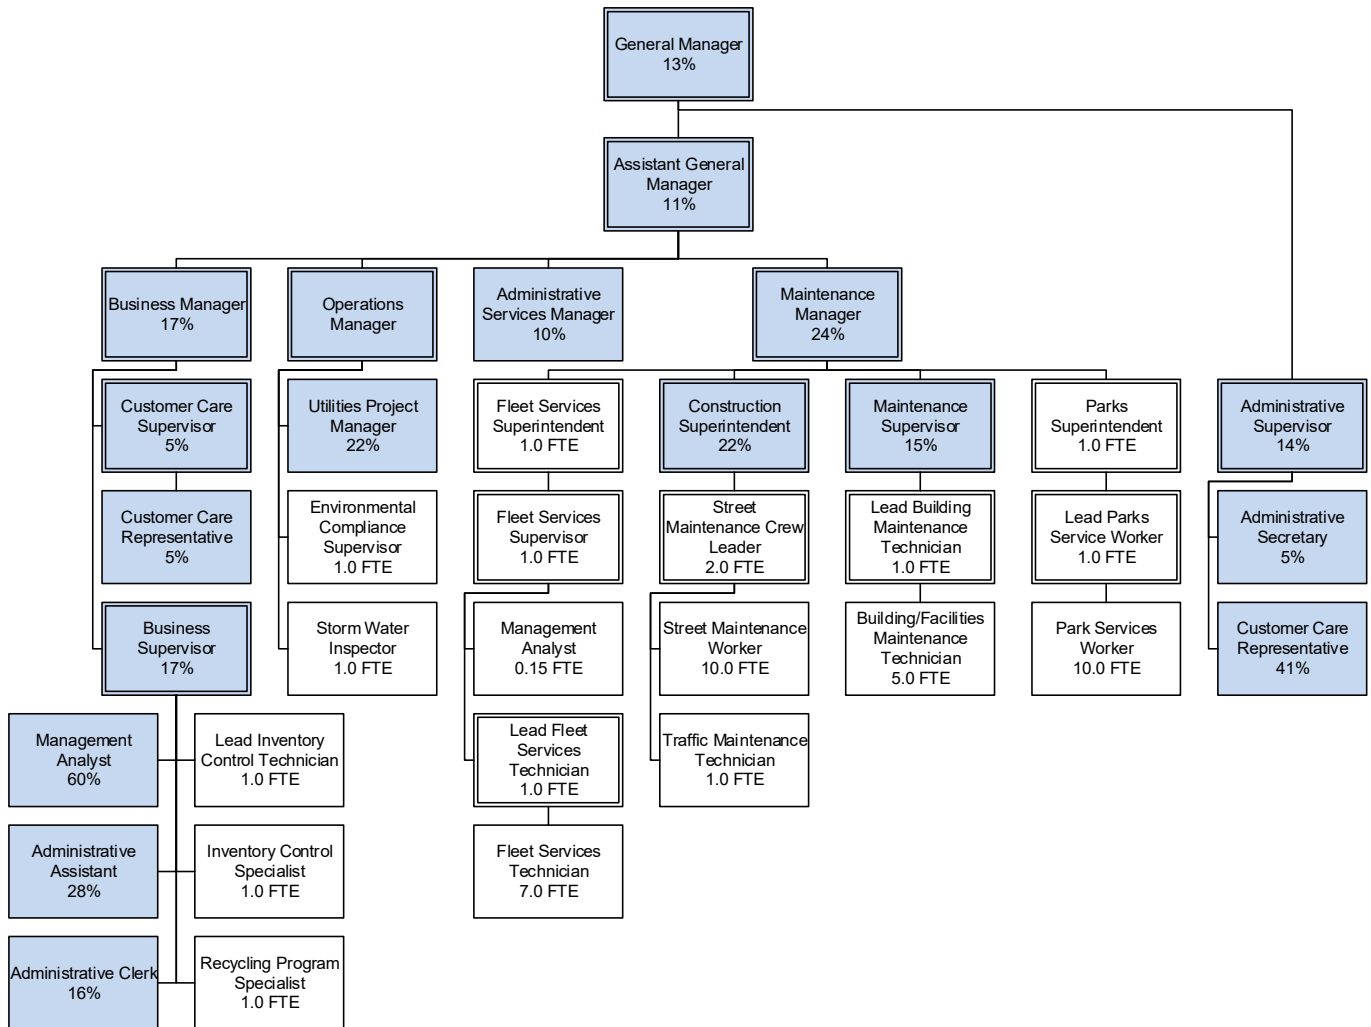 General Manager
13%
Assistant General
Manager
11%
Business Manager
17%
Operations
Manager
Administrative
Services Manager
10%
Maintenance
Manager
24%
Customer Care
Supervisor
5%
Utilities Project
Manager
22%
Fleet Services
Superintendent
1.0 FTE
Construction
Superintendent
22%
Maintenance
Supervisor
15%
Parks
Superintendent
1.0 FTE
Administrative
Supervisor
14%
Customer Care
Representative
5%
Environmental
Compliance
Supervisor
1.0 FTE
Fleet Services
Supervisor
1.0 FTE
Street
Maintenance Crew
Leader
2.0 FTE
Lead Building
Maintenance
Technician
1.0 FTE
Lead Parks
Service Worker
1.0 FTE
Administrative
Secretary
5%
Business
Supervisor
17%
Storm Water
Inspector
1.0 FTE
Management
Analyst
0.15 FTE
Street Maintenance
Worker
10.0 FTE
Building/Facilities
Maintenance
Technician
5.0 FTE
Park Services
Worker
10.0 FTE
Customer Care
Representative
41%
Management
Analyst
60%
Lead Inventory
Control Technician
1.0 FTE
Lead Fleet
Services
Technician
1.0 FTE
Traffic Maintenance
Technician
1.0 FTE
Administrative
Assistant
28%
Inventory Control
Specialist
1.0 FTE
Fleet Services
Technician
7.0 FTE
Administrative Clerk
16%
Recycling Program
Specialist
1.0 FTE